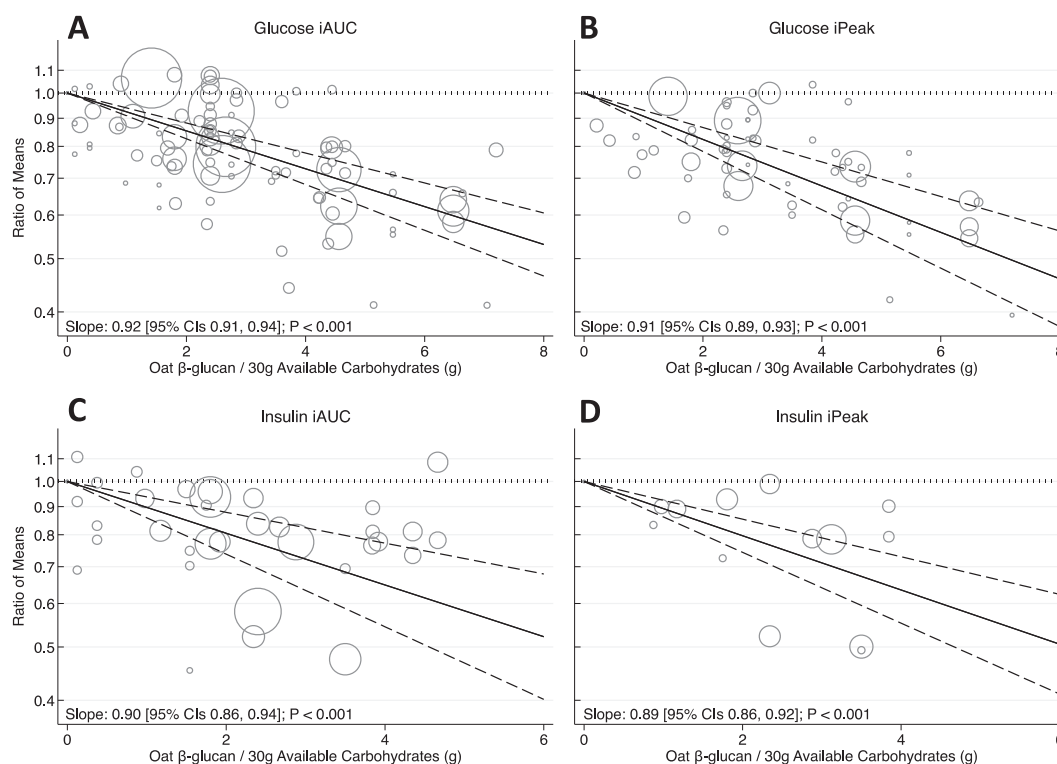 A
Glucose iAUC
Ratio of Means
1.1
1.0
0.9
0.8
0.7
0.6
0.5
0.4
Slope: 0.92 [95% CIs 0.91, 0.94]; P < 0.001
0 2 4 6 8
Oat β-glucan / 30g Available Carbohydrates (g)
B
Glucose iPeak
Slope: 0.91 [95% CIs 0.89, 0.93]; P < 0.001
0 2 4 6 8
Oat β-glucan / 30g Available Carbohydrates (g)
C
Insulin iAUC
Ratio of Means
1.1
1.0
0.9
0.8
0.7
0.6
0.5
0.4
Slope: 0.90 [95% CIs 0.86, 0.94]; P < 0.001
0 2 4 6
Oat β-glucan / 30g Available Carbohydrates (g)
D
Insulin iPeak
Slope: 0.89 [95% CIs 0.86, 0.92]; P < 0.001
0 2 4 6
Oat β-glucan / 30g Available Carbohydrates (g)